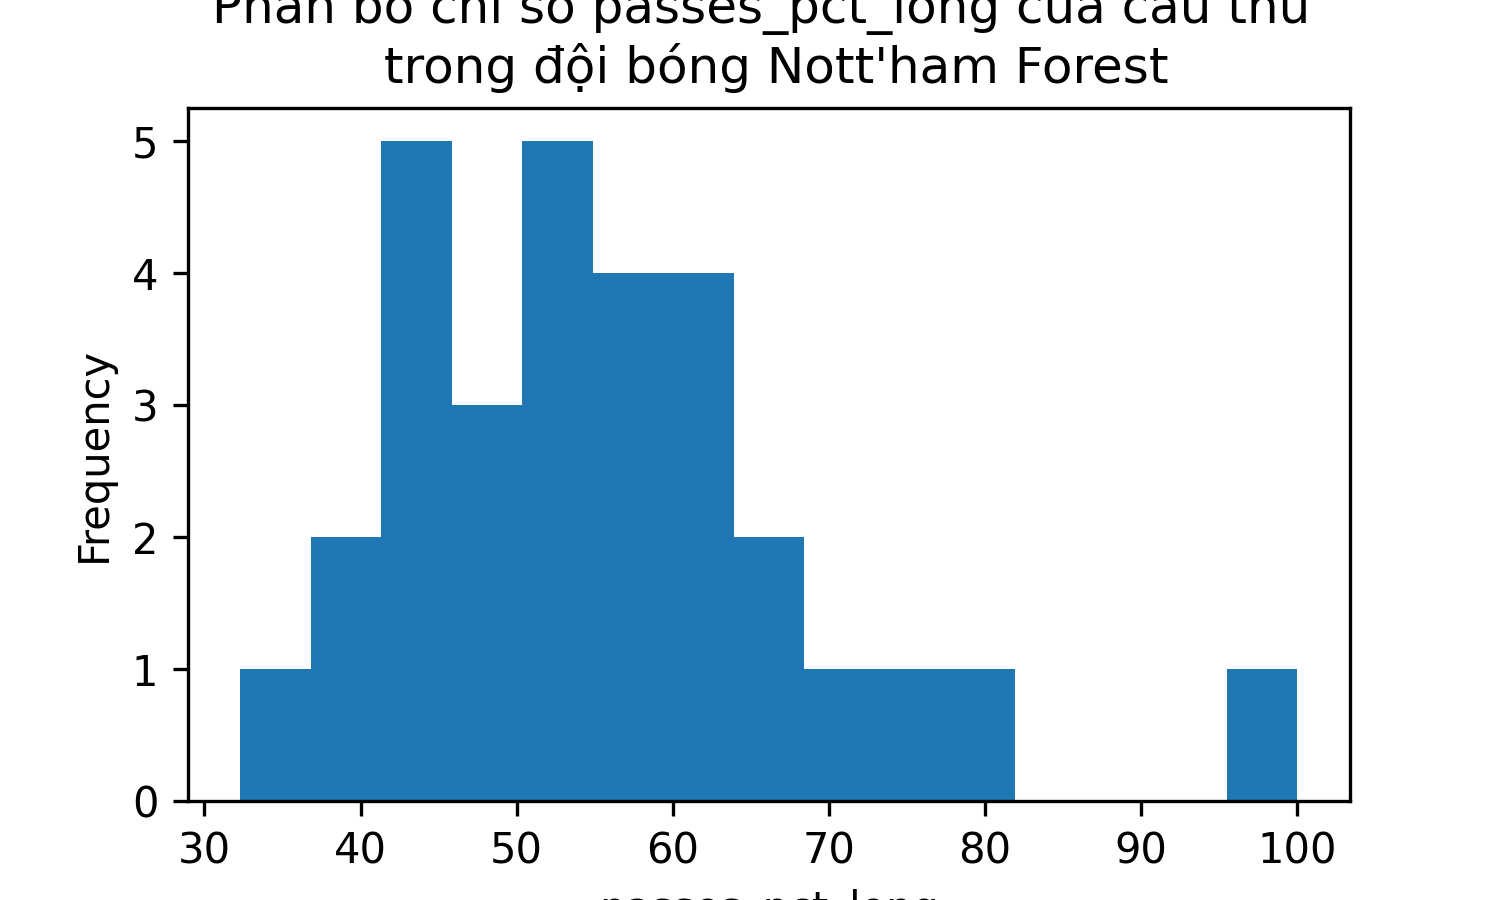 Phân bố chỉ số passes_pct_long của cầu thủ
trong đội bóng Nott'ham Forest
Frequency
5
4
3
2
1
0
30 40 50 60 70 80 90 100
passes_pct_long